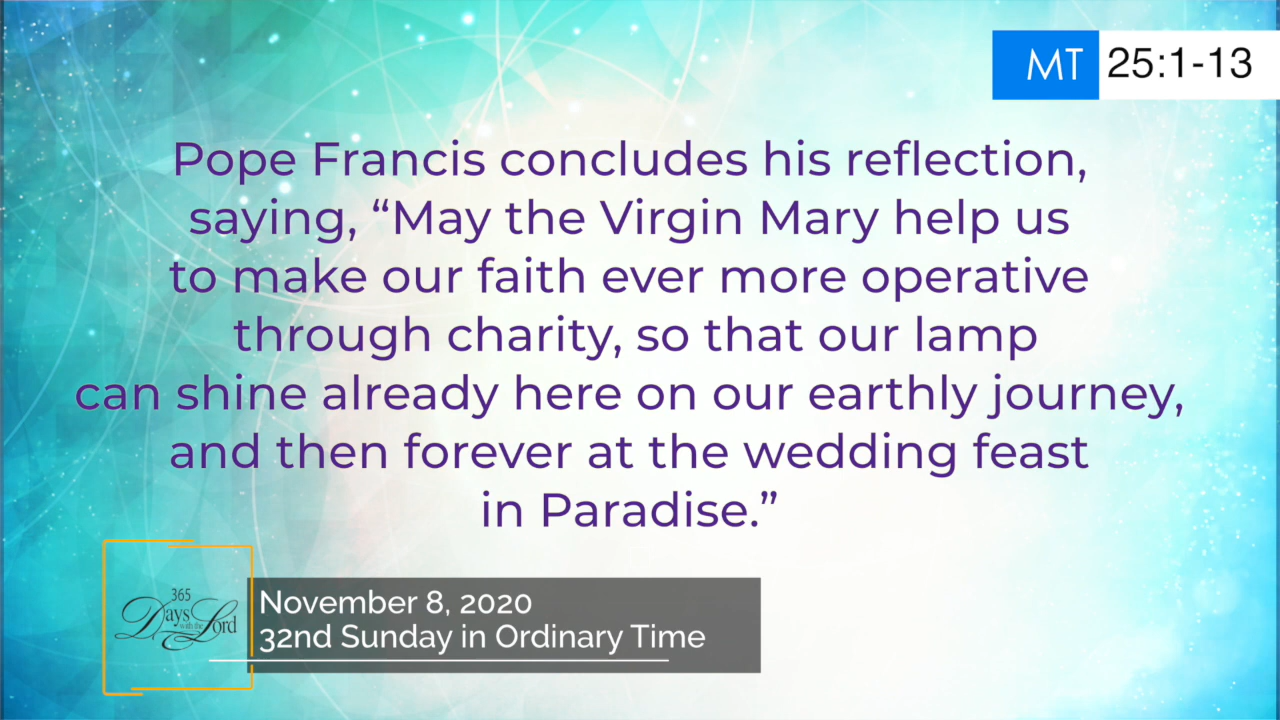 MT 25:1-13
Pope Francis concludes his reflection,
saying, “May the Virgin Mary help us
to make our faith ever more operative
through charity, so that our lamp
can shine already here on our earthly journey,
and then forever at the wedding feast
in Paradise.”
365
Days with the Lord
November 8, 2020
32nd Sunday in Ordinary Time